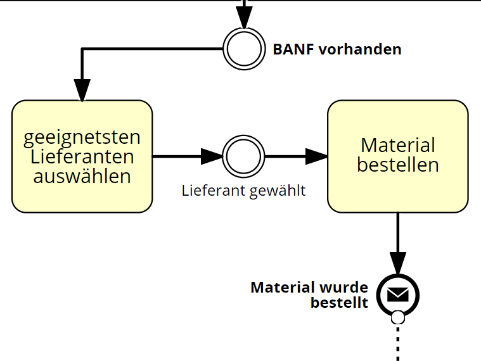 BANF vorhanden
geeignetsten
Lieferanten
auswählen
Lieferant gewählt
Material
bestellen
Material wurde
bestellt